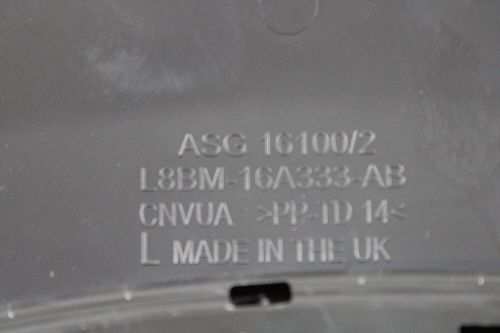 ASG 16100/2
L8BM-16A333-AB
CNVUA >PP-TD 14<
L MADE IN THE UK